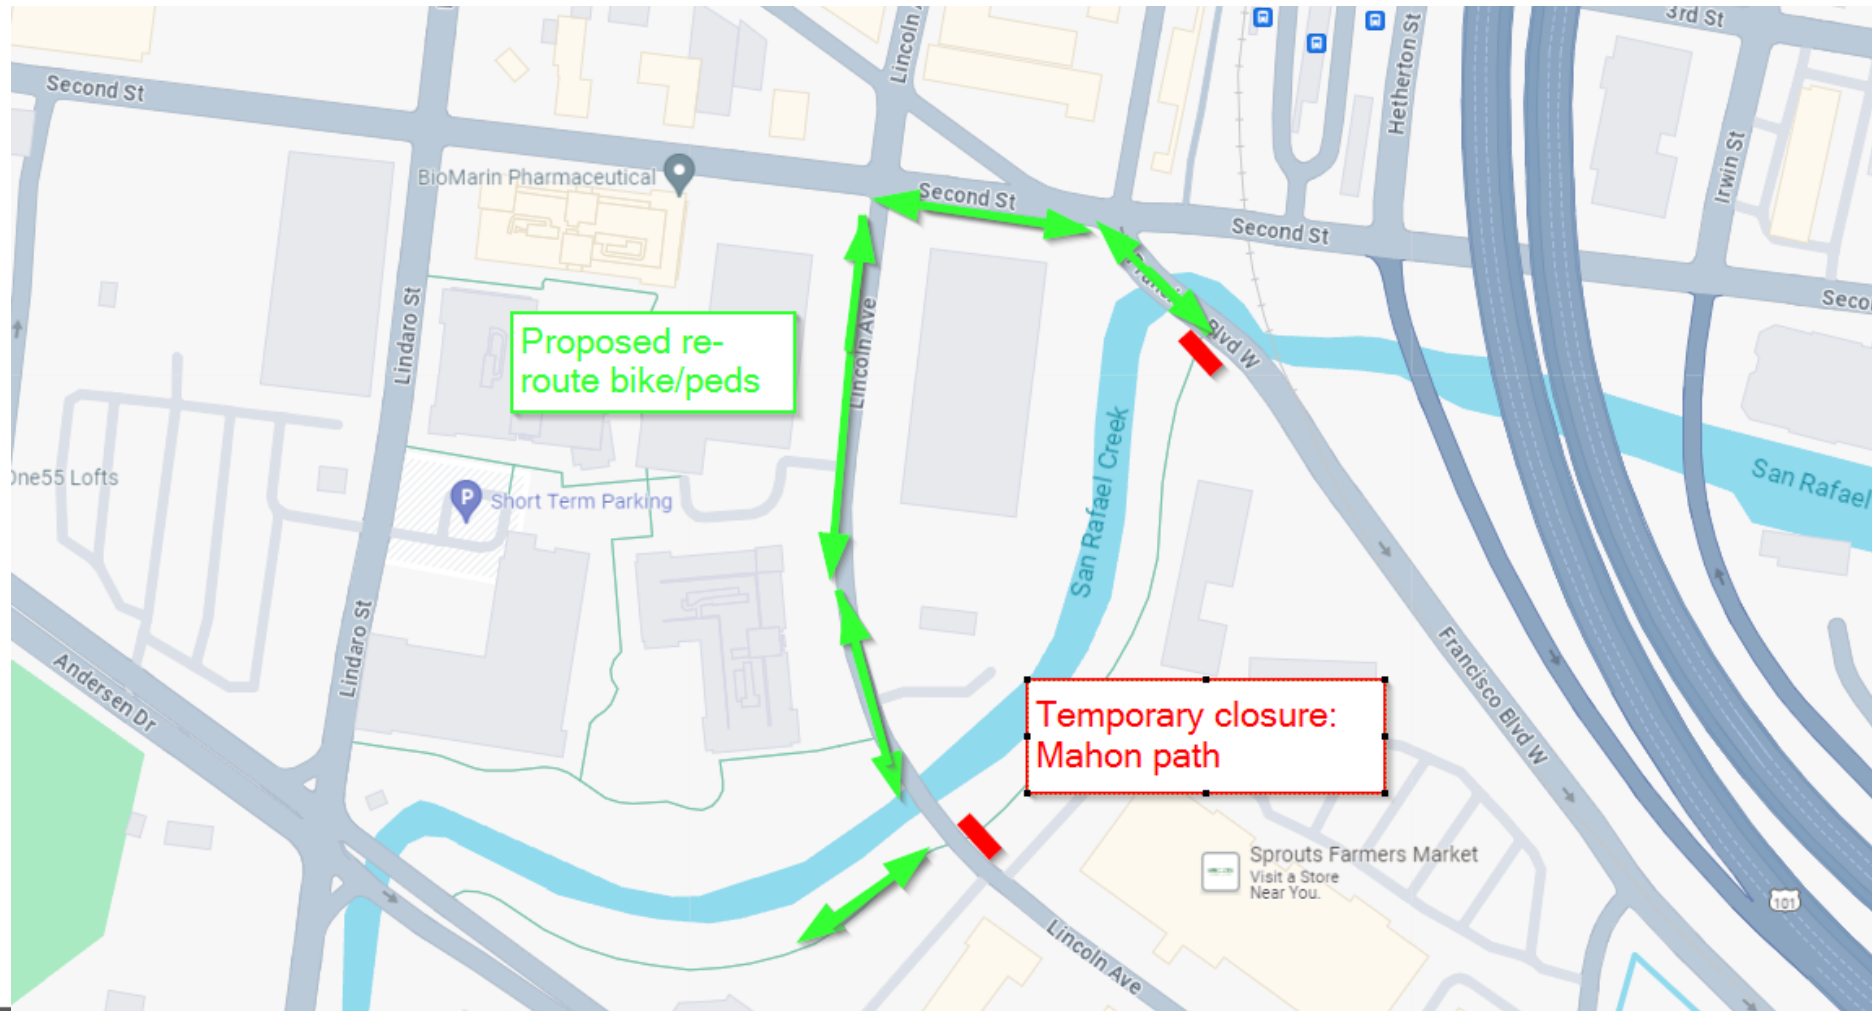 3rd St
Lincoln
Hetherton St
Second St
Irwin St
BioMarin Pharmaceutical
Second St
Second St
Lindaro St
Proposed re-
route bike/peds
Lincoln Ave
Blvd W
San Rafael Creek
One55 Lofts
P
Short Term Parking
San Rafael
Lindaro St
Andersen Dr
Francisco Blvd W
Temporary closure:
Mahon path
Sprouts Farmers Market
Visit a Store
Near You.
101
Lincoln Ave